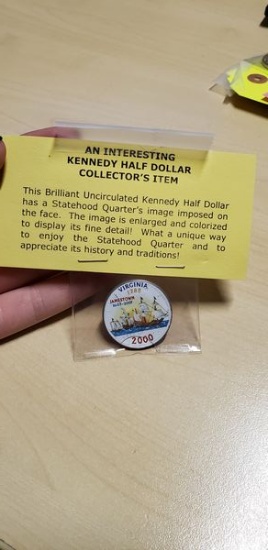 AN INTERESTING
KENNEDY HALF DOLLAR
COLLECTOR'S ITEM
This Brilliant Uncirculated Kennedy Half Dollar
has a Statehood Quarter's image imposed on
the face. The image is enlarged and colorized
to display its fine detail! What a unique way
to enjoy the Statehood Quarter and to
appreciate its history and traditions!
VIRGINIA
1788
JAMESTOWN
2000